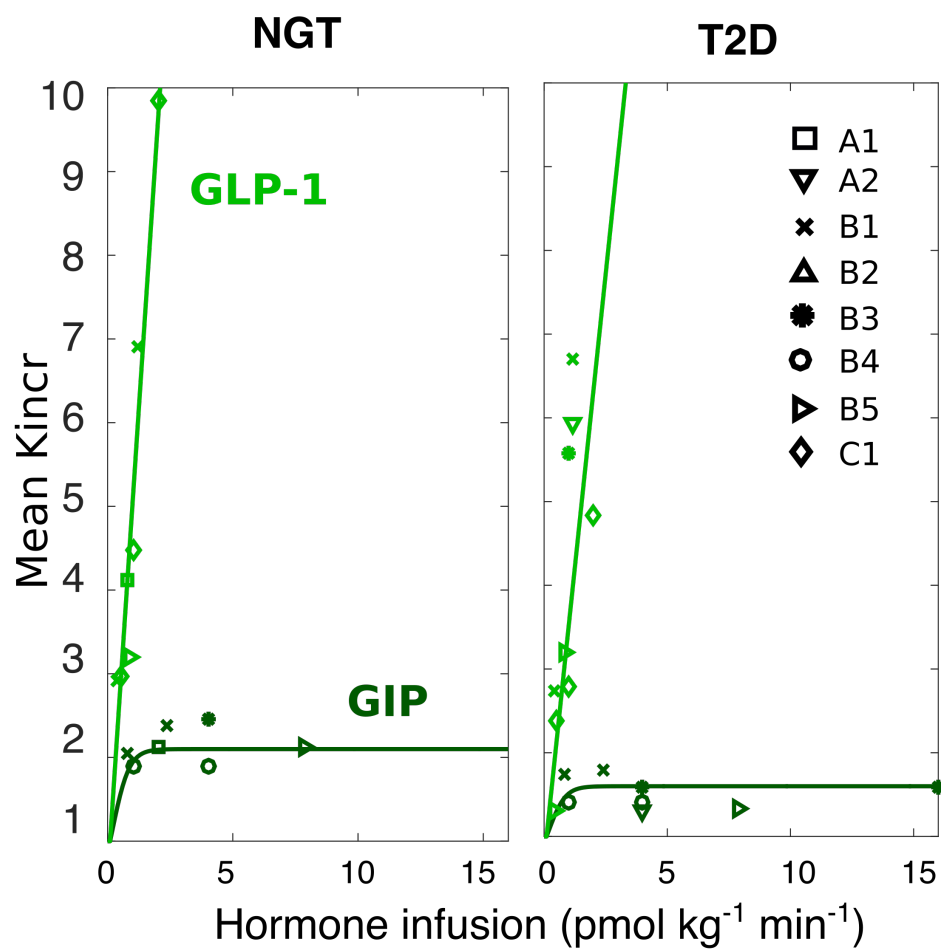 NGT
T2D
10
9
8
7
6
5
4
3
2
1
Mean Kincr
GLP-1
GIP
A1
A2
B1
B2
B3
B4
B5
C1
0 5 10 15
0 5 10 15
Hormone infusion (pmol kg⁻¹ min⁻¹)